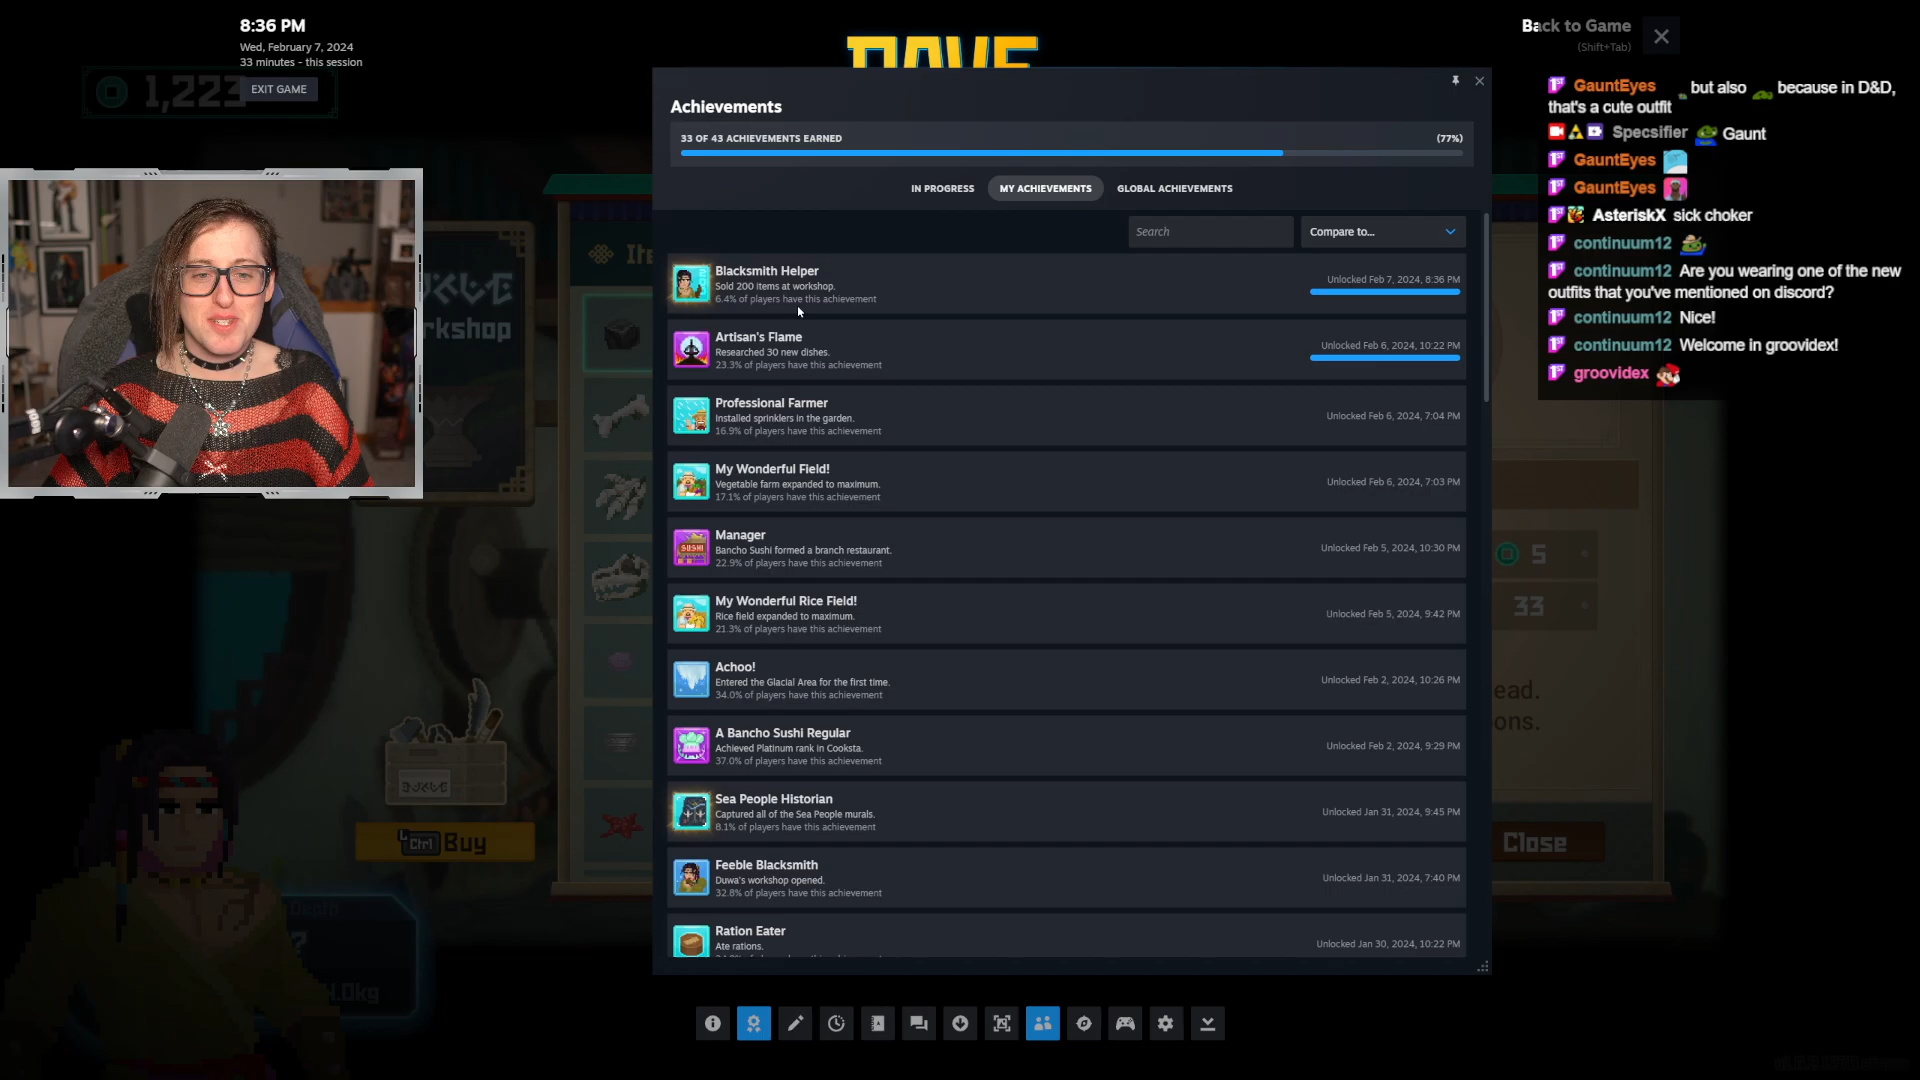 8:36 PM
Wed, February 7, 2024
33 minutes - this session
EXIT GAME
1,223
DAVE
Back to Game
(Shift+Tab)
Achievements
33 OF 43 ACHIEVEMENTS EARNED
(77%)
IN PROGRESS
MY ACHIEVEMENTS
GLOBAL ACHIEVEMENTS
Search
Compare to...
Blacksmith Helper
Sold 200 items at workshop.
6.4% of players have this achievement
Unlocked Feb 7, 2024, 8:36 PM
Artisan's Flame
Researched 30 new dishes.
23.3% of players have this achievement
Unlocked Feb 6, 2024, 10:22 PM
Professional Farmer
Installed sprinklers in the garden.
16.9% of players have this achievement
Unlocked Feb 6, 2024, 7:04 PM
My Wonderful Field!
Vegetable farm expanded to maximum.
17.1% of players have this achievement
Unlocked Feb 6, 2024, 7:03 PM
Manager
Bancho Sushi formed a branch restaurant.
22.9% of players have this achievement
Unlocked Feb 5, 2024, 10:30 PM
SUSHI
My Wonderful Rice Field!
Rice field expanded to maximum.
21.3% of players have this achievement
Unlocked Feb 5, 2024, 9:42 PM
Achoo!
Entered the Glacial Area for the first time.
34.0% of players have this achievement
Unlocked Feb 2, 2024, 10:26 PM
A Bancho Sushi Regular
Achieved Platinum rank in Cooksta.
37.0% of players have this achievement
Unlocked Feb 2, 2024, 9:29 PM
Sea People Historian
Captured all of the Sea People murals.
8.1% of players have this achievement
Unlocked Jan 31, 2024, 9:45 PM
Feeble Blacksmith
Duwa's workshop opened.
32.8% of players have this achievement
Unlocked Jan 31, 2024, 7:40 PM
Ration Eater
Ate rations.
Unlocked Jan 30, 2024, 10:22 PM
GauntEyes but also because in D&D,
that's a cute outfit
Specsifier Gaunt
GauntEyes
GauntEyes
AsteriskX sick choker
continuum12
continuum12 Are you wearing one of the new
outfits that you've mentioned on discord?
continuum12 Nice!
continuum12 Welcome in groovidex!
groovidex
Ite
rkshop
5
33
ead.
ons.
Ctrl Buy
Close
Depth
?
.0kg